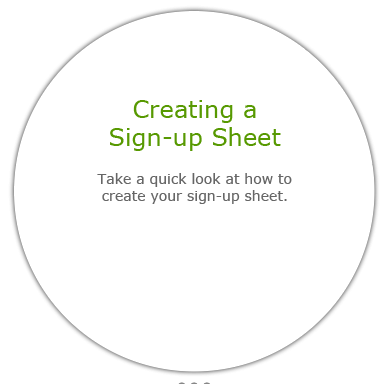 Creating a
Sign-up Sheet
Take a quick look at how to
create your sign-up sheet.